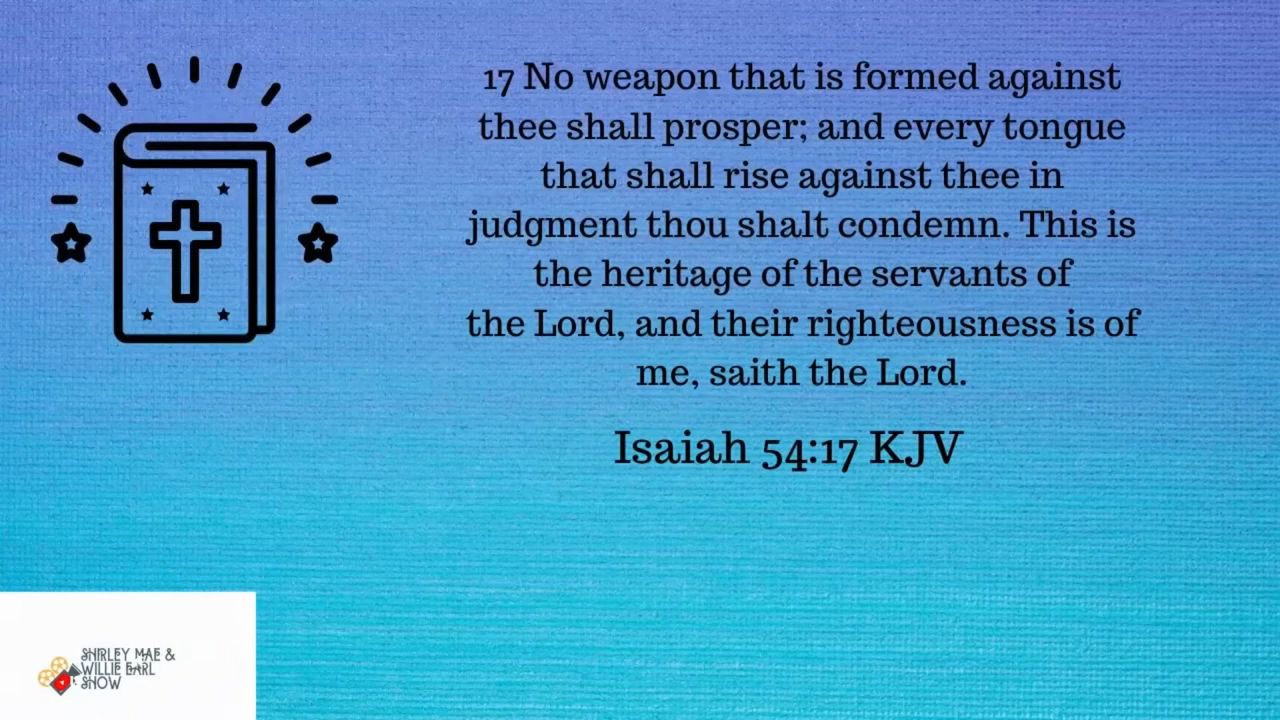 17 No weapon that is formed against
thee shall prosper; and every tongue
that shall rise against thee in
judgment thou shalt condemn. This is
the heritage of the servants of
the Lord, and their righteousness is of
me, saith the Lord.
Isaiah 54:17 KJV
SHIRLEY MAE &
WILLIE EARL
SHOW